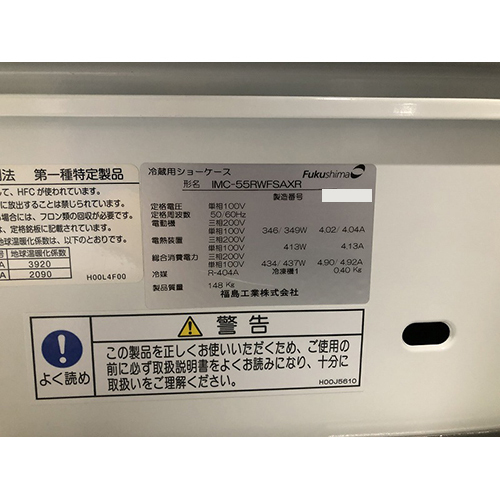 法 第一種特定製品
て、HFCが使われています。
に放出することは禁じられています。
る場合には、フロン類の回収が必要です。
は、定格銘板に記載されています。
球温暖化係数は、以下のとおりです。
地球温暖化係数
A 3920
A 2090
H00L4F00
冷蔵用ショーケース
Fukushima
形名 IMC-55RWFSAXR
製造番号
定格電圧 単相100V
定格周波数 50/60Hz
電動機 三相200V
単相100V 346/349W 4.02/4.04A
電熱装置 三相200V
単相100V 413W 4.13A
総合消費電力 三相200V
単相100V 434/437W 4.90/4.92A
冷媒 R-404A 冷凍機1 0.40Kg
製品質量 148Kg
福島工業株式会社
よく読め
警告
この製品を正しくお使いいただくため、ご使用の
前に必ず取扱説明書をよくお読みになり、十分に
取扱いをご理解ください。
H00J5610